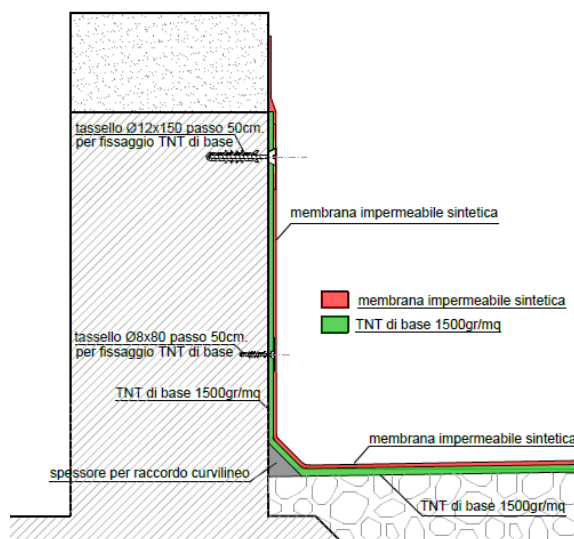 tassello Ø12x150 passo 50cm.
per fissaggio TNT di base
membrana impermeabile sintetica
membrana impermeabile sintetica
TNT di base 1500gr/mq
tassello Ø8x80 passo 50cm.
per fissaggio TNT di base
TNT di base 1500gr/mq
membrana impermeabile sintetica
spessore per raccordo curvilineo
TNT di base 1500gr/mq